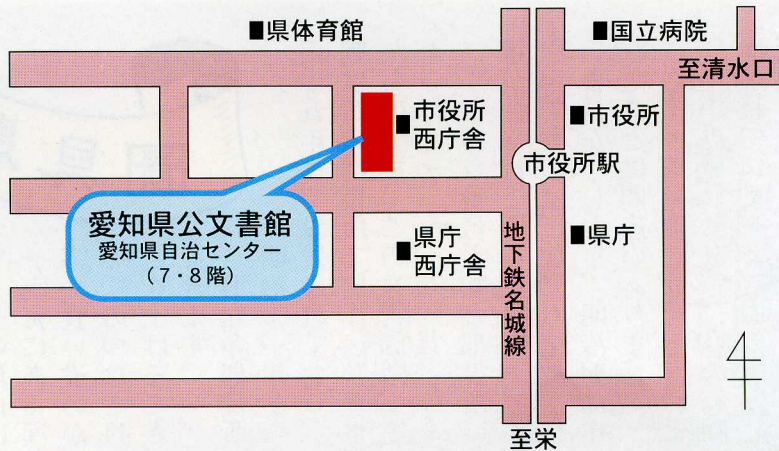 ■県体育館
■国立病院
至清水口
■市役所
西庁舎
■市役所
市役所駅
愛知県公文書館
愛知県自治センター
（7・8階）
■県庁
西庁舎
地下鉄名城線
■県庁
至栄